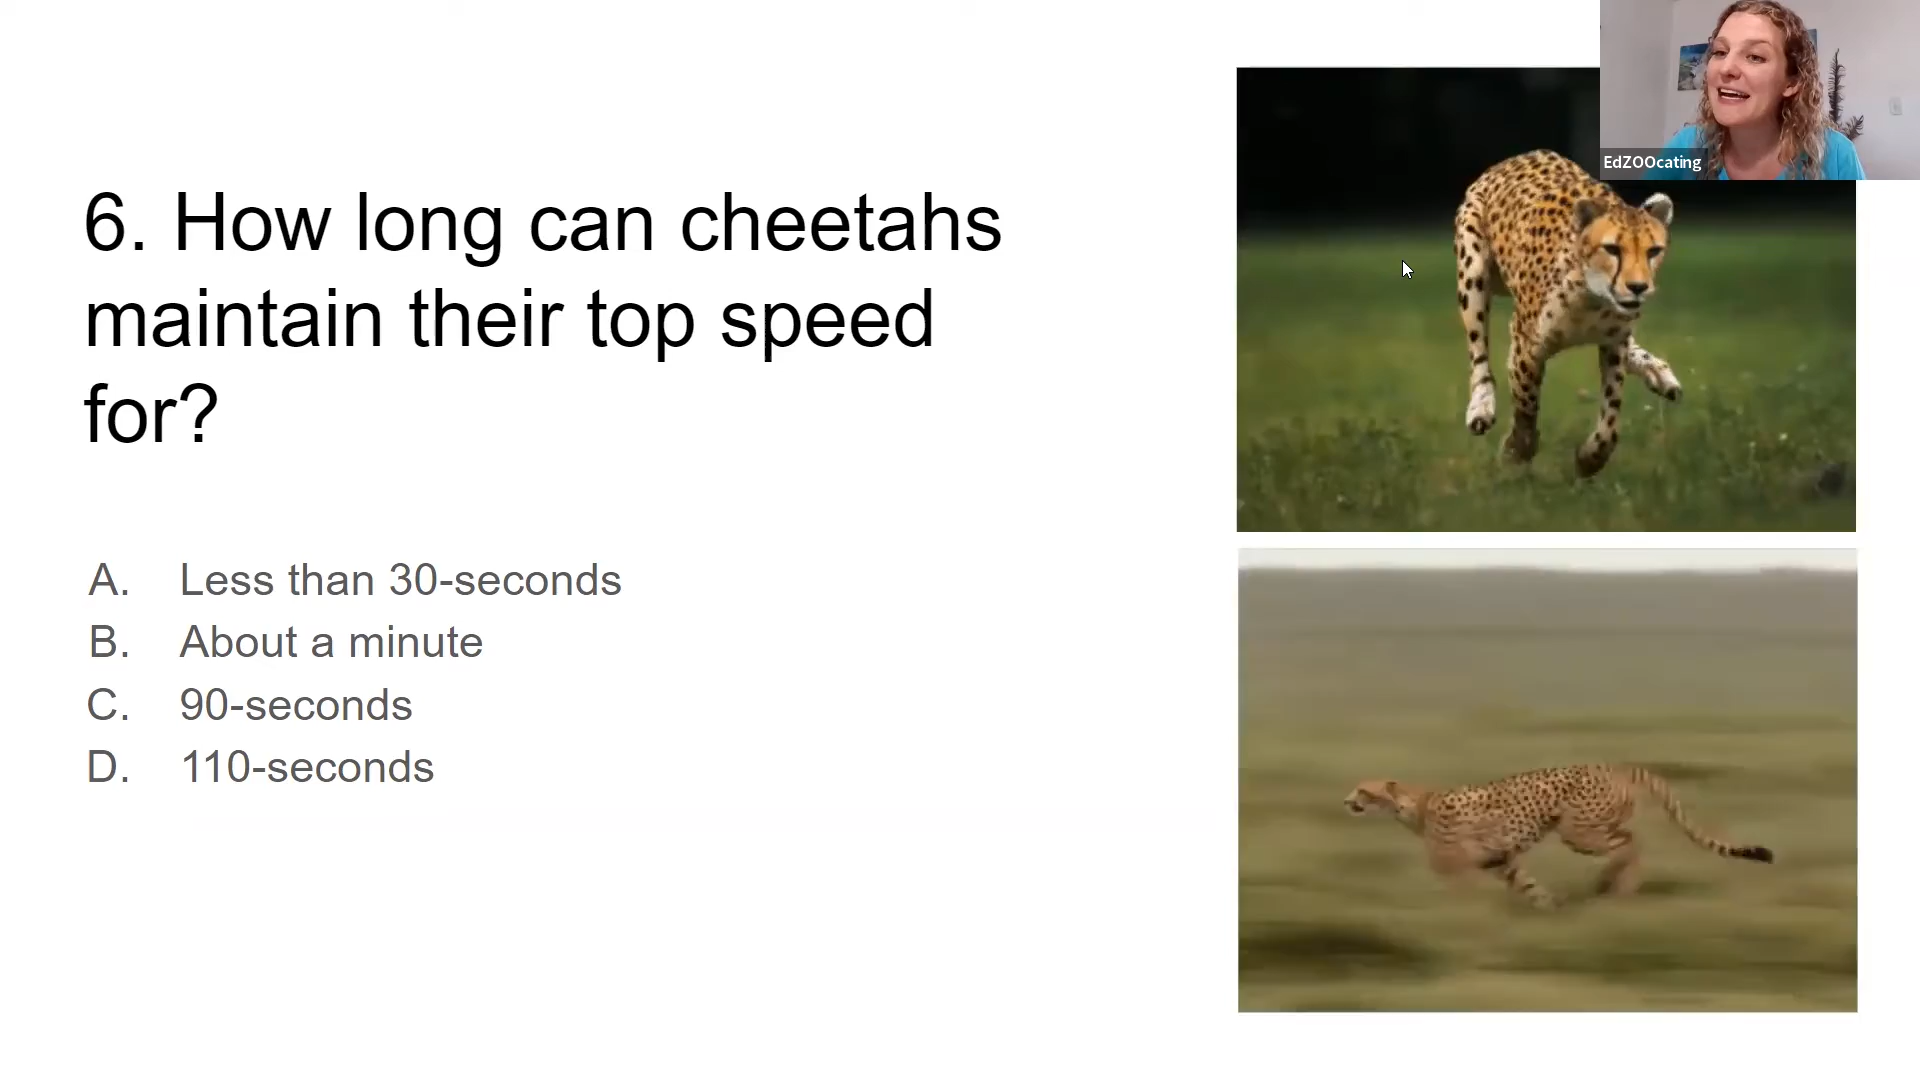 6. How long can cheetahs
maintain their top speed
for?
A. Less than 30-seconds
B. About a minute
C. 90-seconds
D. 110-seconds
EdZOOcating